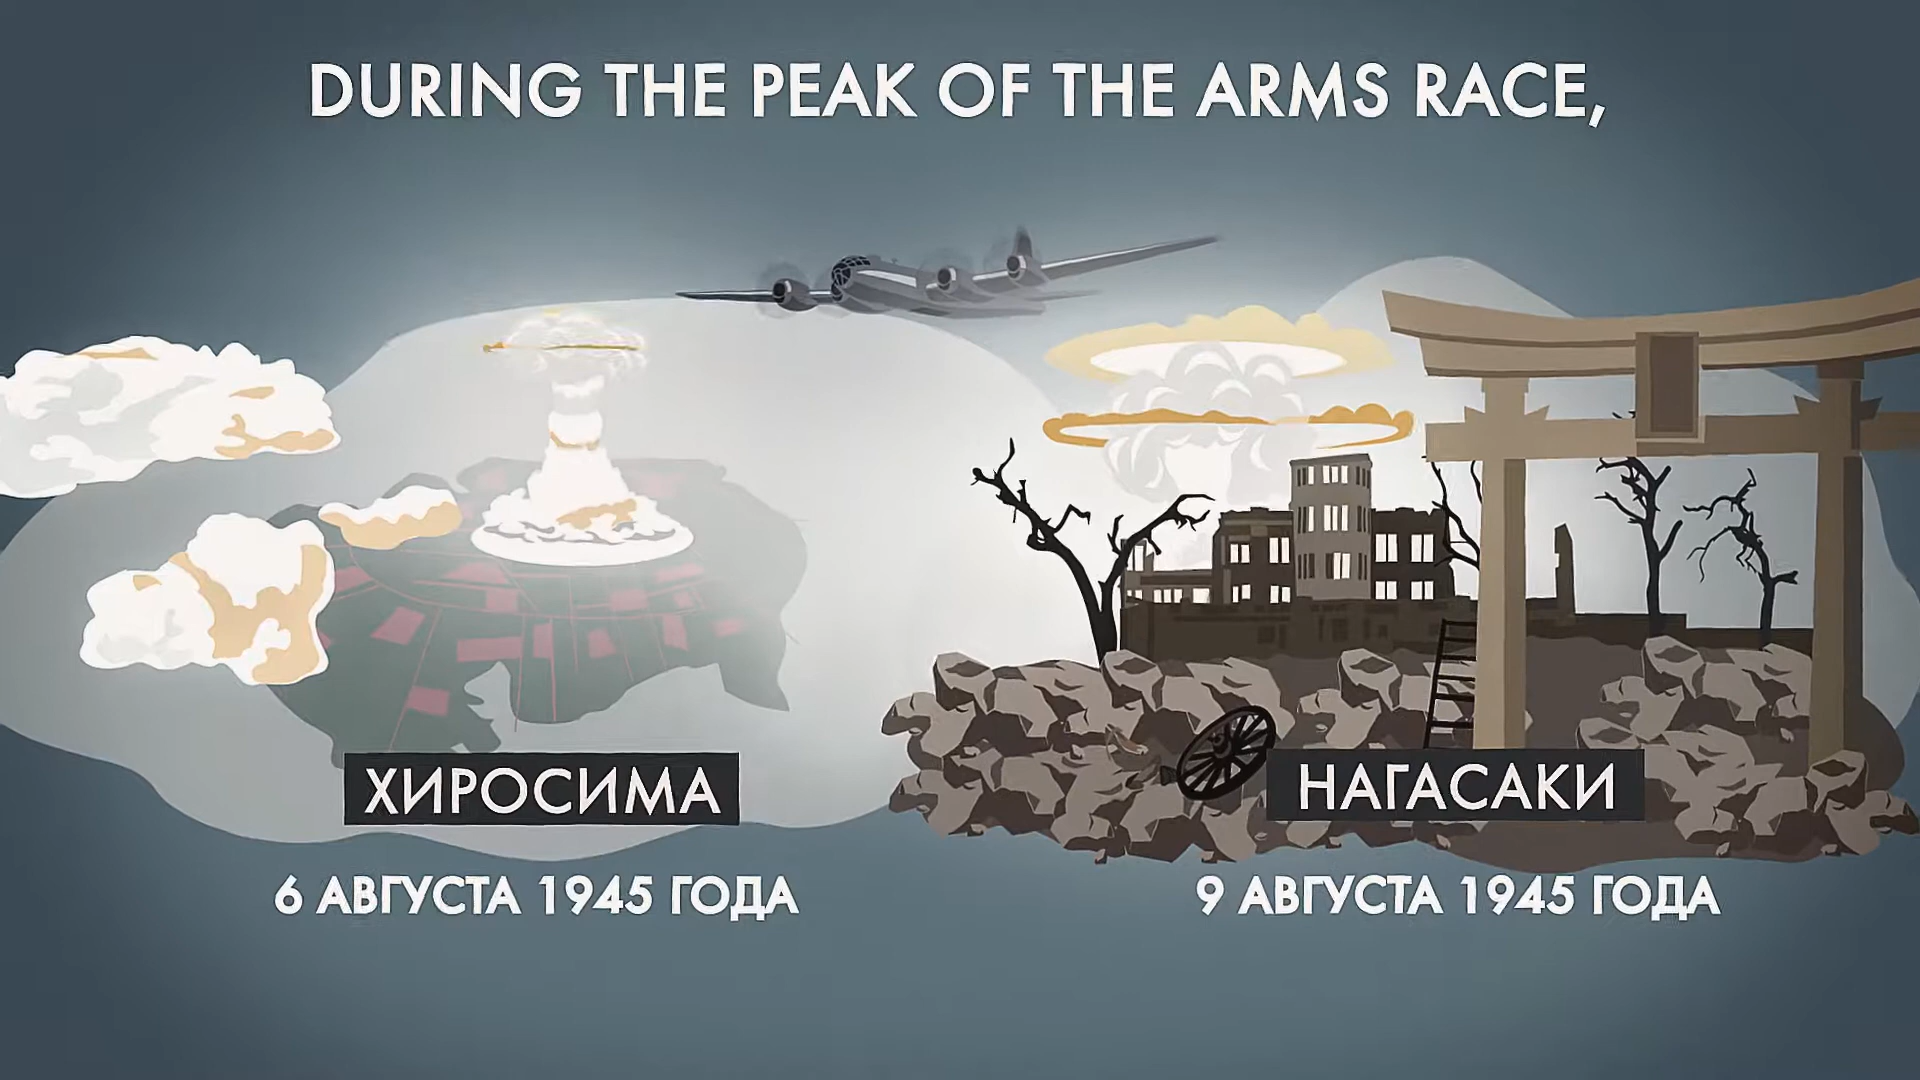 DURING THE PEAK OF THE ARMS RACE,
ХИРОСИМА
6 АВГУСТА 1945 ГОДА
НАГАСАКИ
9 АВГУСТА 1945 ГОДА